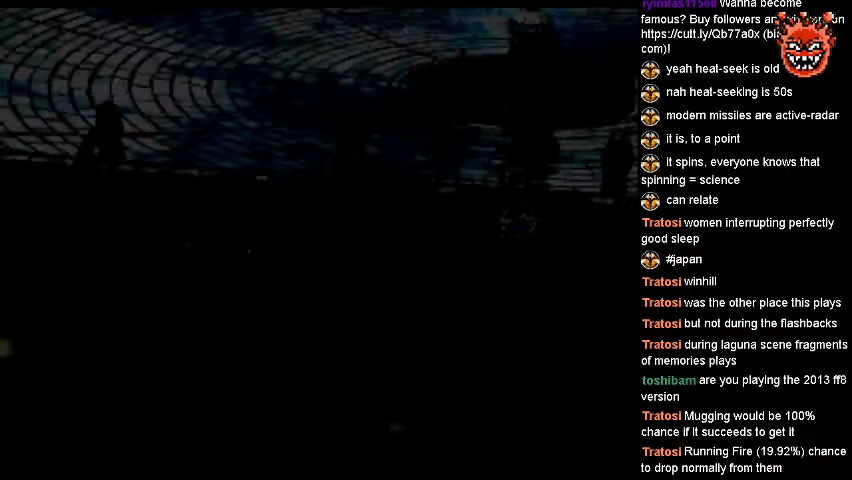 Wanna become
famous? Buy followers
https://cutt.ly/Qb77a0x
com)!
yeah heat-seek is old
nah heat-seeking is 50s
modern missiles are active-radar
it is, to a point
It spins, everyone knows that
spinning = science
can relate
Tratosi women interrupting perfectly
good sleep
#japan
Tratosi winhill
Tratosi was the other place this plays
Tratosi but not during the flashbacks
Tratosi during laguna scene fragments
of memories plays
toshibam are you playing the 2013 ff8
version
Tratosi Mugging would be 100%
chance if it succeeds to get it
Tratosi Running Fire (19.92%) chance
to drop normally from them